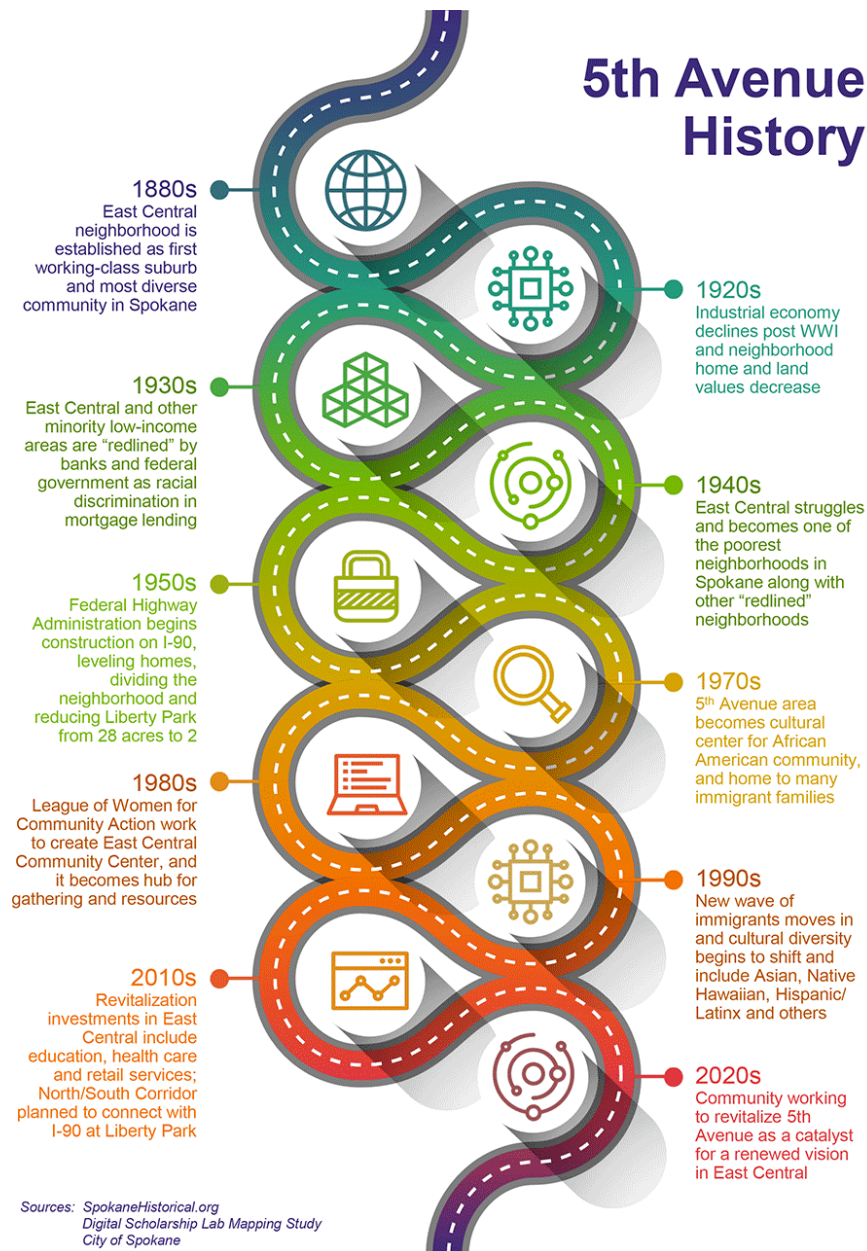 5th Avenue
History
1880s
East Central
neighborhood is
established as first
working-class suburb
and most diverse
community in Spokane
1920s
Industrial economy
declines post WWI
and neighborhood
home and land
values decrease
1930s
East Central and other
minority low-income
areas are “redlined” by
banks and federal
government as racial
discrimination in
mortgage lending
1940s
East Central struggles
and becomes one of
the poorest
neighborhoods in
Spokane along with
other “redlined”
neighborhoods
1950s
Federal Highway
Administration begins
construction on I-90,
leveling homes,
dividing the
neighborhood and
reducing Liberty Park
from 28 acres to 2
1970s
5th Avenue area
becomes cultural
center for African
American community,
and home to many
immigrant families
1980s
League of Women for
Community Action work
to create East Central
Community Center, and
it becomes hub for
gathering and resources
1990s
New wave of
immigrants moves in
and cultural diversity
begins to shift and
include Asian, Native
Hawaiian, Hispanic/
Latinx and others
2010s
Revitalization
investments in East
Central include
education, health care
and retail services;
North/South Corridor
planned to connect with
I-90 at Liberty Park
2020s
Community working
to revitalize 5th
Avenue as a catalyst
for a renewed vision
in East Central
Sources: SpokaneHistorical.org
Digital Scholarship Lab Mapping Study
City of Spokane